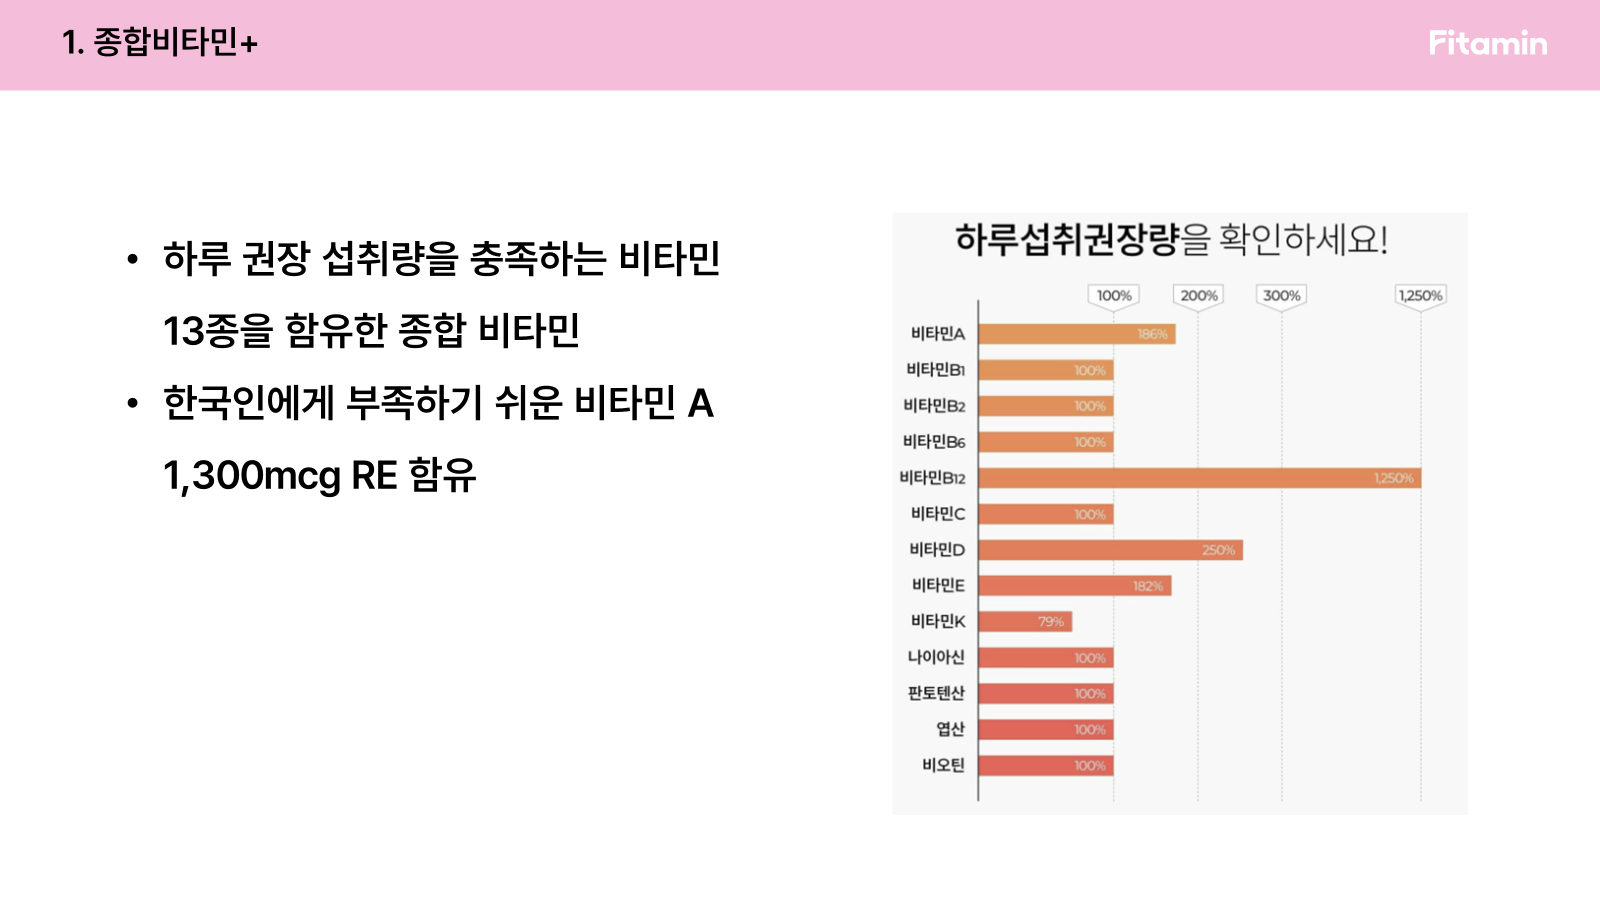 1. 종합비타민+
Fitamin
• 하루 권장 섭취량을 충족하는 비타민
13종을 함유한 종합 비타민
• 한국인에게 부족하기 쉬운 비타민 A
1,300mcg RE 함유
하루섭취권장량을 확인하세요!
100% 200% 300% 1,250%
비타민A 186%
비타민B1 100%
비타민B2 100%
비타민B6 100%
비타민B12 1,250%
비타민C 100%
비타민D 250%
비타민E 182%
비타민K 79%
나이아신 100%
판토텐산 100%
엽산 100%
비오틴 100%